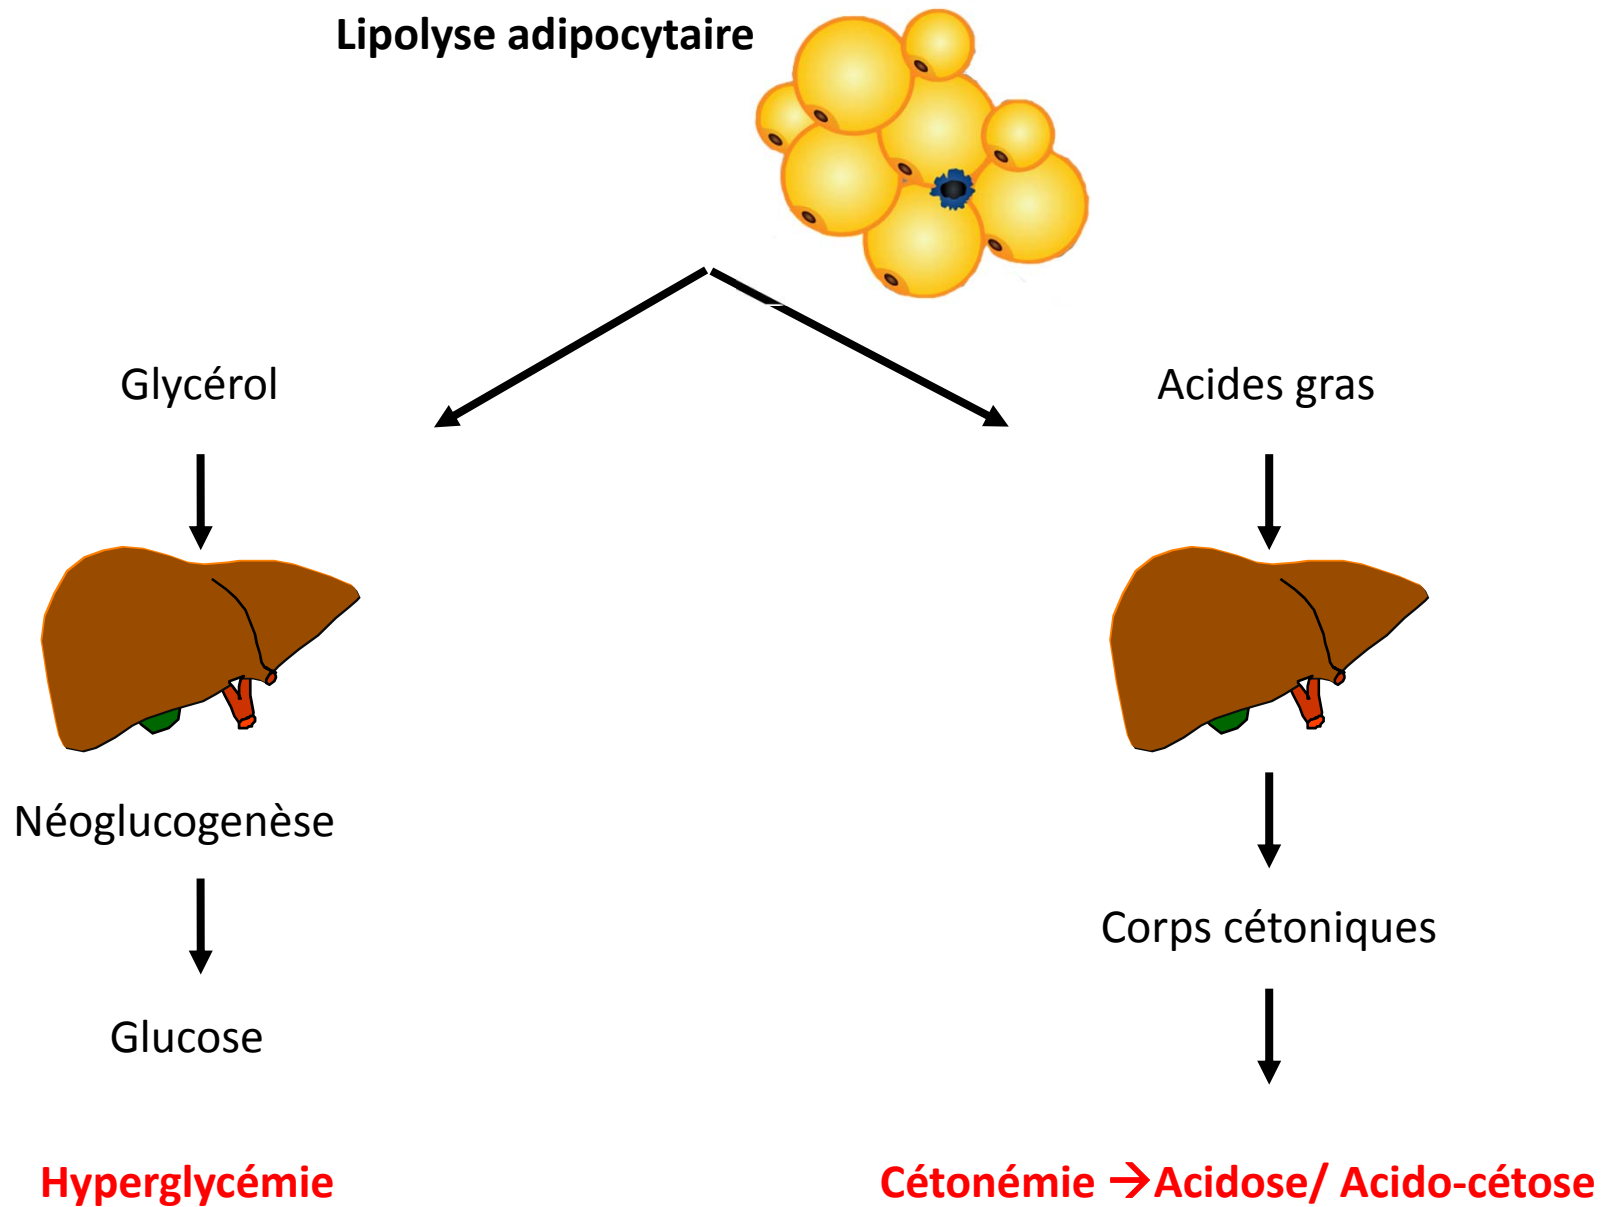 Lipolyse adipocytaire
Glycérol
Acides gras
Néoglucogenèse
Corps cétoniques
Glucose
Hyperglycémie
Cétonémie →Acidose/ Acido-cétose